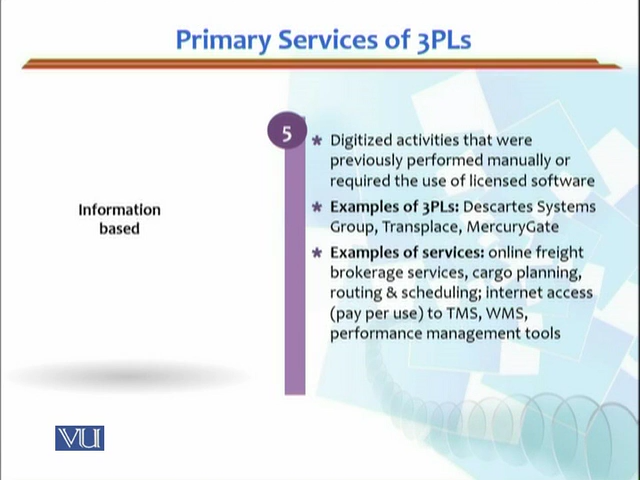 Primary Services of 3PLs
5
* Digitized activities that were
previously performed manually or
required the use of licensed software
* Examples of 3PLs: Descartes Systems
Group, Transplace, MercuryGate
* Examples of services: online freight
brokerage services, cargo planning,
routing & scheduling; internet access
(pay per use) to TMS, WMS,
performance management tools
Information
based
VU